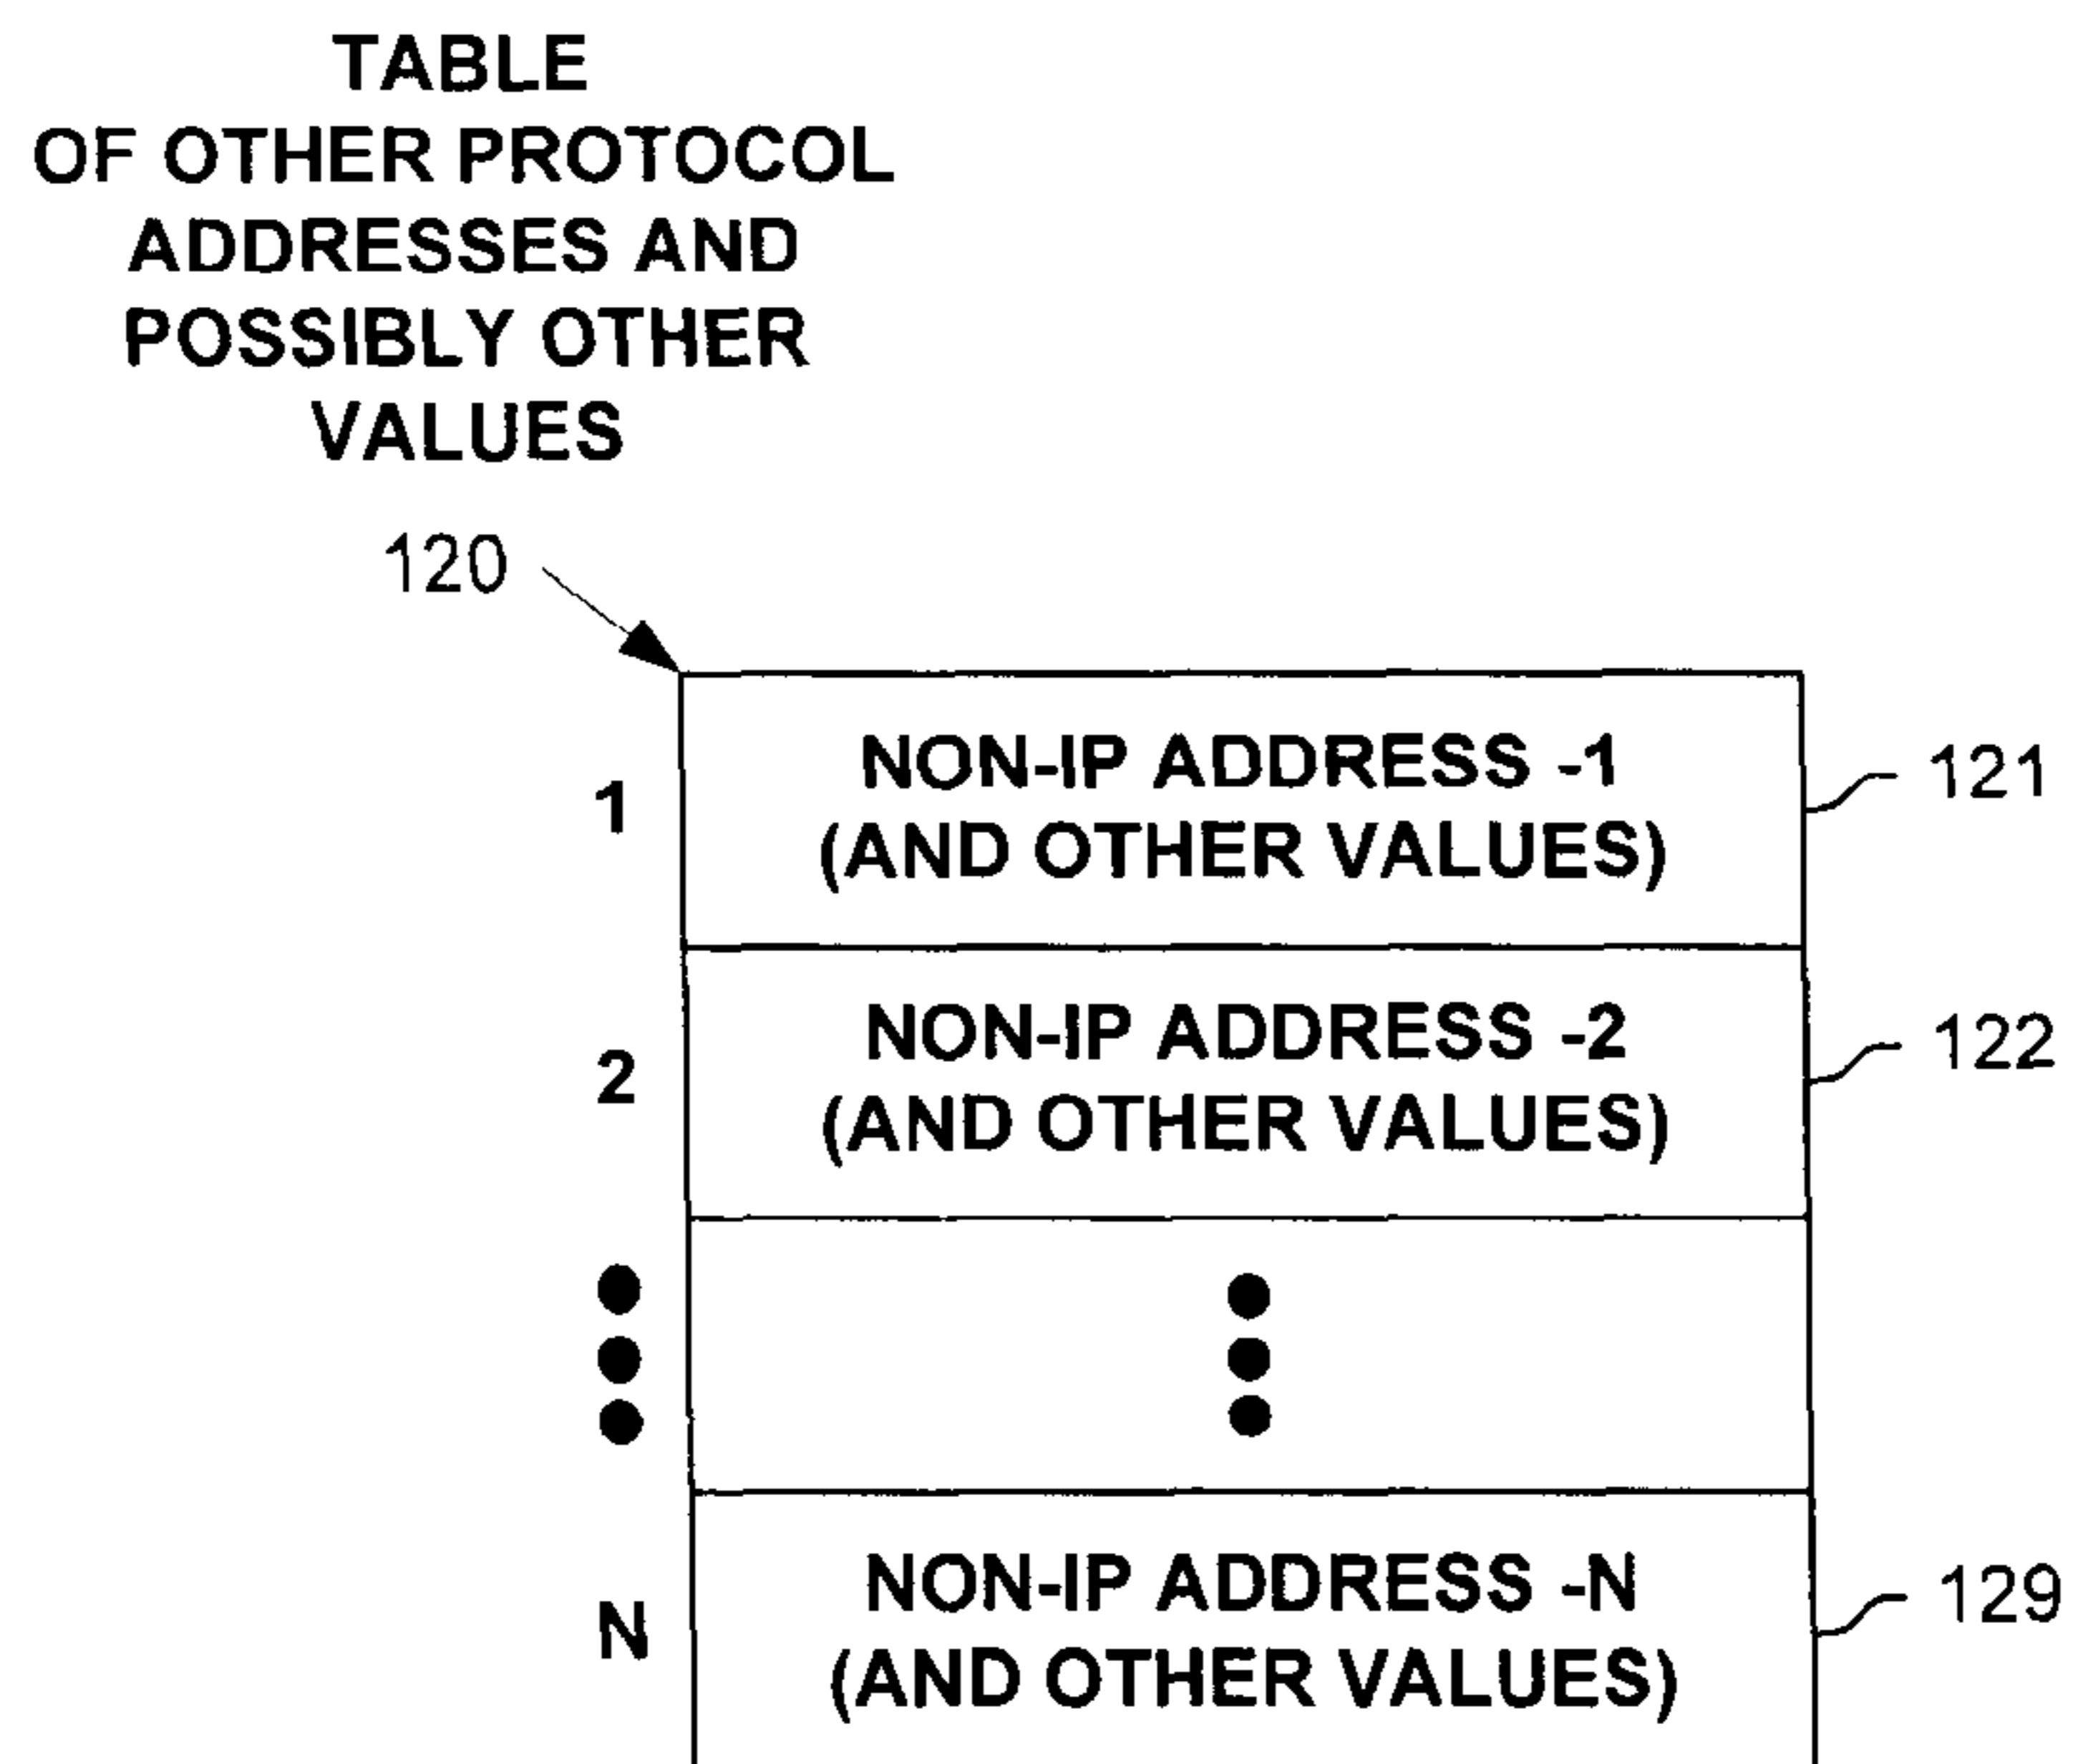 TABLE
OF OTHER PROTOCOL
ADDRESSES AND
POSSIBLY OTHER
VALUES
120
1
NON-IP ADDRESS -1
(AND OTHER VALUES)
121
2
NON-IP ADDRESS -2
(AND OTHER VALUES)
122
N
NON-IP ADDRESS -N
(AND OTHER VALUES)
129